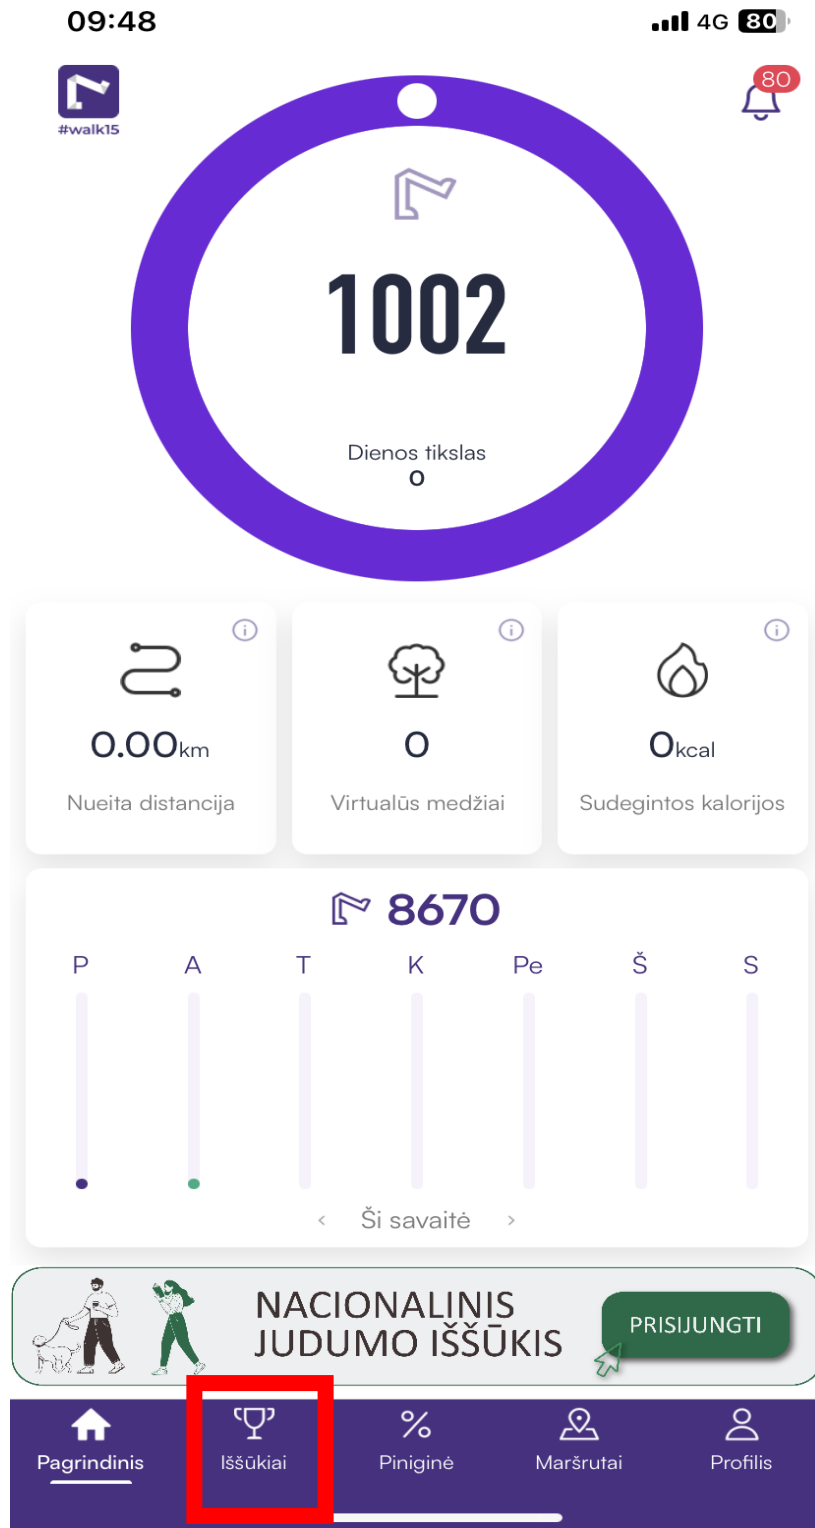 09:48
4G 80
80
#walk15
1002
Dienos tikslas
0
0.00km
0
0kcal
Nueita distancija
Virtualūs medžiai
Sudegintos kalorijos
8670
P A T K Pe Š S
‹ Ši savaitė ›
NACIONALINIS
JUDUMO IŠŠŪKIS
PRISIJUNGTI
Pagrindinis
Iššūkiai
%
Piniginė
Maršrutai
Profilis